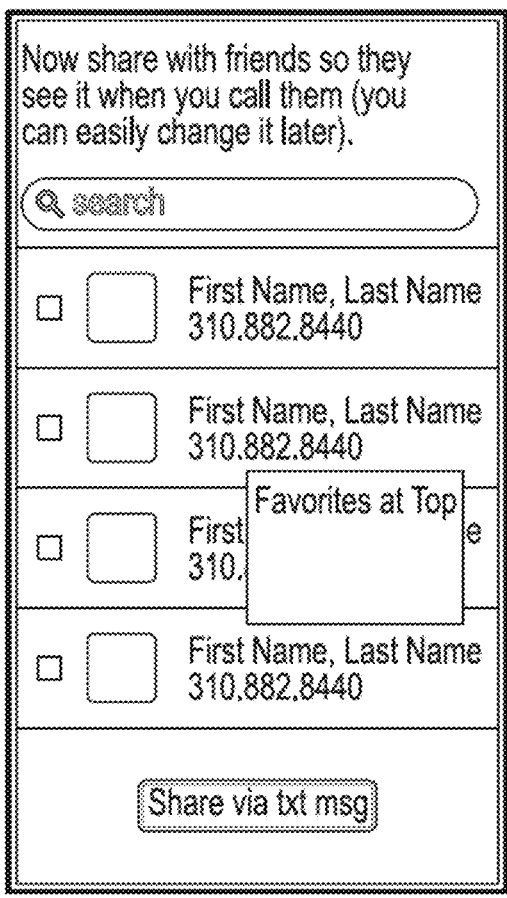 Now share with friends so they
see it when you call them (you
can easily change it later).
search
First Name, Last Name
310.882.8440
First Name, Last Name
310.882.8440
Favorites at Top
First e
310.
First Name, Last Name
310.882.8440
Share via txt msg